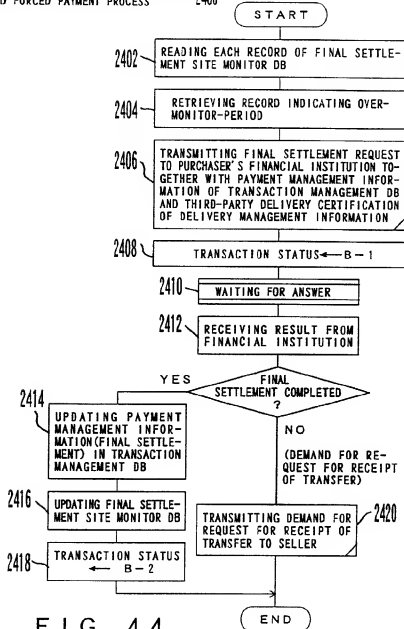 D FORCED PAYMENT PROCESS 2400
START
2402
READING EACH RECORD OF FINAL SETTLE-
MENT SITE MONITOR DB
2404
RETRIEVING RECORD INDICATING OVER-
MONITOR-PERIOD
2406
TRANSMITTING FINAL SETTLEMENT REQUEST
TO PURCHASER'S FINANCIAL INSTITUTION TO-
GETHER WITH PAYMENT MANAGEMENT INFOR-
MATION OF TRANSACTION MANAGEMENT DB
AND THIRD-PARTY DELIVERY CERTIFICATION
OF DELIVERY MANAGEMENT INFORMATION
2408
TRANSACTION STATUS←B-1
2410
WAITING FOR ANSWER
2412
RECEIVING RESULT FROM
FINANCIAL INSTITUTION
YES
FINAL
SETTLEMENT COMPLETED
?
NO
(DEMAND FOR RE-
QUEST FOR RECEIPT
OF TRANSFER)
2414
UPDATING PAYMENT
MANAGEMENT INFOR-
MATION(FINAL SETTLE-
MENT) IN TRANSACTION
MANAGEMENT DB
2416
UPDATING FINAL SETTLE-
MENT SITE MONITOR DB
2418
TRANSACTION STATUS
← B-2
2420
TRANSMITTING DEMAND FOR
REQUEST FOR RECEIPT OF
TRANSFER TO SELLER
END
FIG. 44